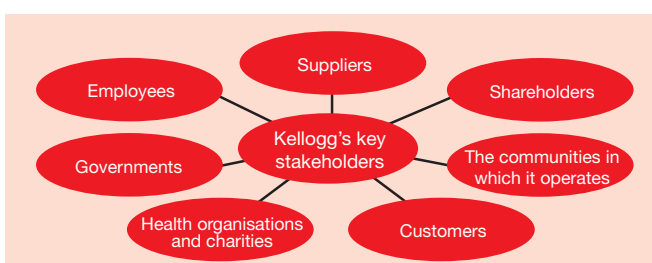 Suppliers
Employees
Shareholders
Kellogg's key
stakeholders
Governments
The communities in
which it operates
Health organisations
and charities
Customers